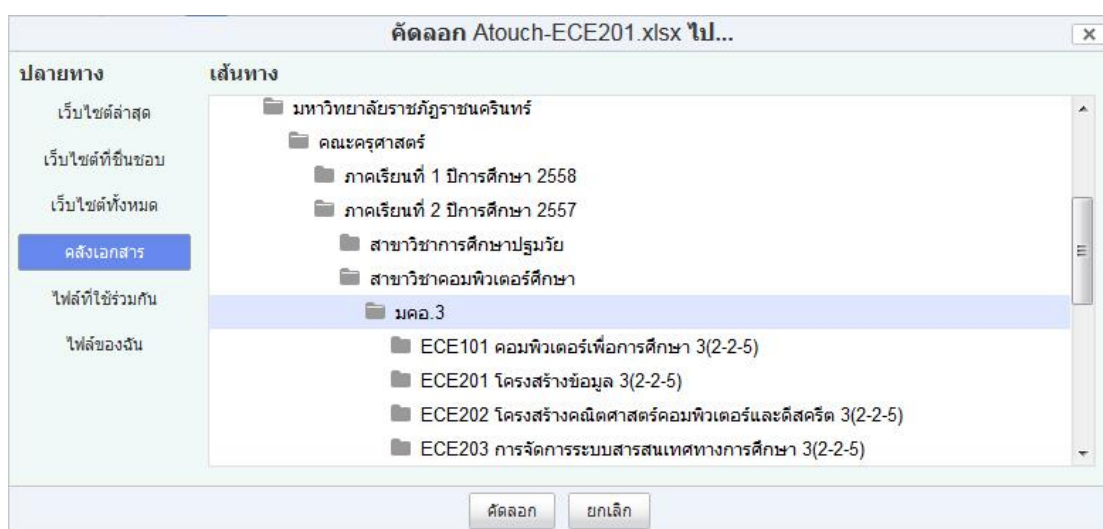 คัดลอก Atouch-ECE201.xlsx ไป...
ปลายทาง
เส้นทาง
เว็บไซต์ล่าสุด
เว็บไซต์ที่ชื่นชอบ
เว็บไซต์ทั้งหมด
คลังเอกสาร
ไฟล์ที่ใช้ร่วมกัน
ไฟล์ของฉัน
มหาวิทยาลัยราชภัฏราชนครินทร์
คณะครุศาสตร์
ภาคเรียนที่ 1 ปีการศึกษา 2558
ภาคเรียนที่ 2 ปีการศึกษา 2557
สาขาวิชาการศึกษาปฐมวัย
สาขาวิชาคอมพิวเตอร์ศึกษา
มคอ.3
ECE101 คอมพิวเตอร์เพื่อการศึกษา 3(2-2-5)
ECE201 โครงสร้างข้อมูล 3(2-2-5)
ECE202 โครงสร้างคณิตศาสตร์คอมพิวเตอร์และดีสครีต 3(2-2-5)
ECE203 การจัดการระบบสารสนเทศทางการศึกษา 3(2-2-5)
คัดลอก
ยกเลิก